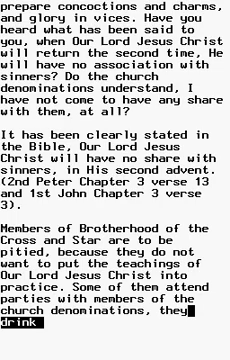 prepare concoctions and charms,
and glory in vices. Have you
heard what has been said to
you, when Our Lord Jesus Christ
will return the second time, He
will have no association with
sinners? Do the church
denominations understand, I
have not come to have any share
with them, at all?
It has been clearly stated in
the Bible, Our Lord Jesus
Christ will have no share with
sinners, in His second advent.
(2nd Peter Chapter 3 verse 13
and 1st John Chapter 3 verse
3).
Members of Brotherhood of the
Cross and Star are to be
pitied, because they do not
want to put the teachings of
Our Lord Jesus Christ into
practice. Some of them attend
parties with members of the
church denominations, they
drink